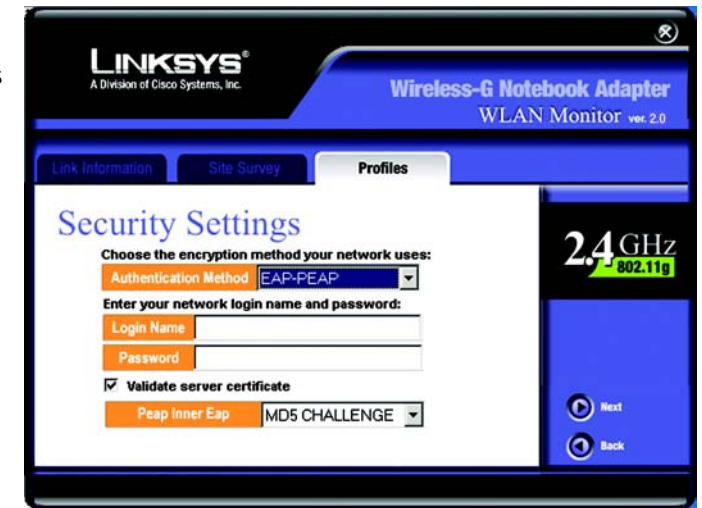 s
LINKSYS®
A Division of Cisco Systems, Inc.
Wireless-G Notebook Adapter
WLAN Monitor ver. 2.0
Link Information
Site Survey
Profiles
Security Settings
Choose the encryption method your network uses:
Authentication Method EAP-PEAP
Enter your network login name and password:
Login Name
Password
Validate server certificate
Peap Inner Eap MD5 CHALLENGE
2.4 GHz
802.11g
Next
Back